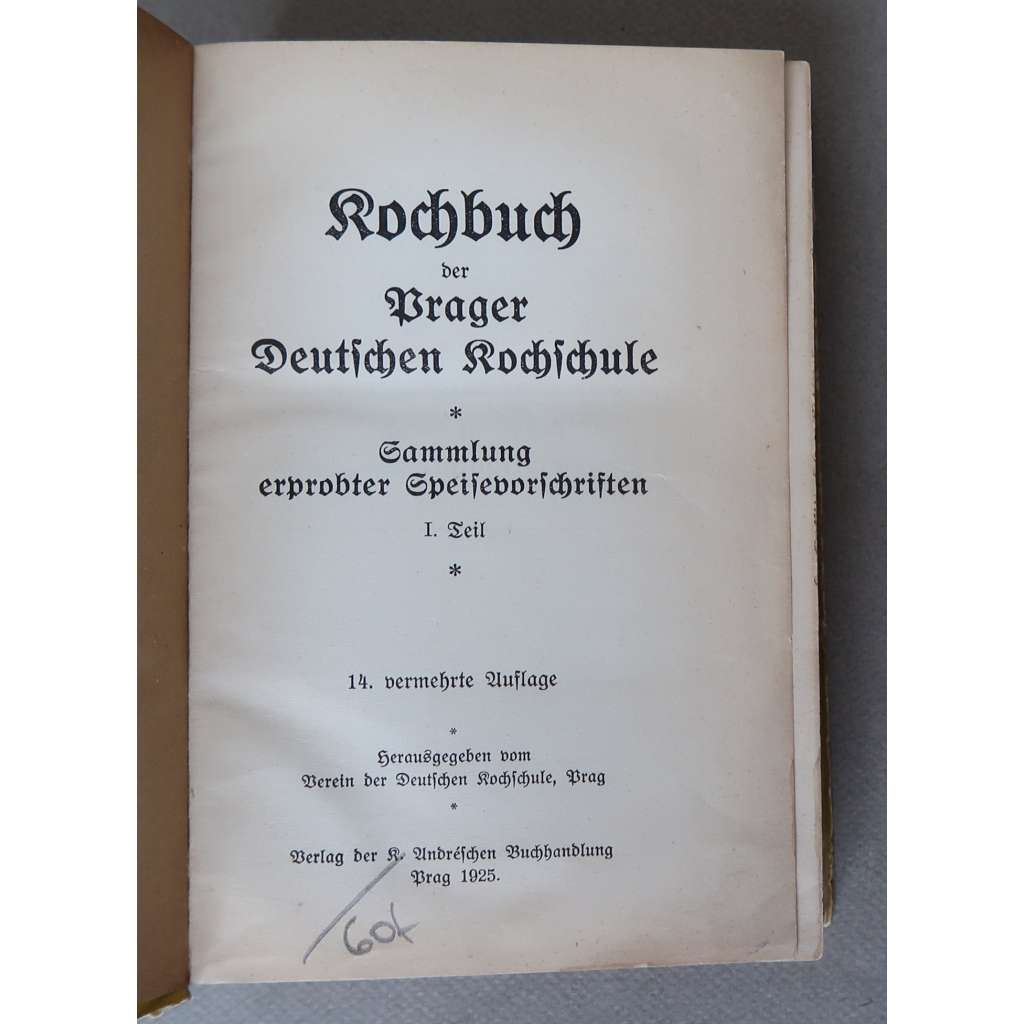 Kochbuch
der
Prager
Deutſchen Kochſchule
*
Sammlung
erprobter Speiſevorſchriften
I. Teil
*
14. vermehrte Auflage
*
Herausgegeben vom
Verein der Deutſchen Kochſchule, Prag
*
Verlag der K. Andréſchen Buchhandlung
Prag 1925.